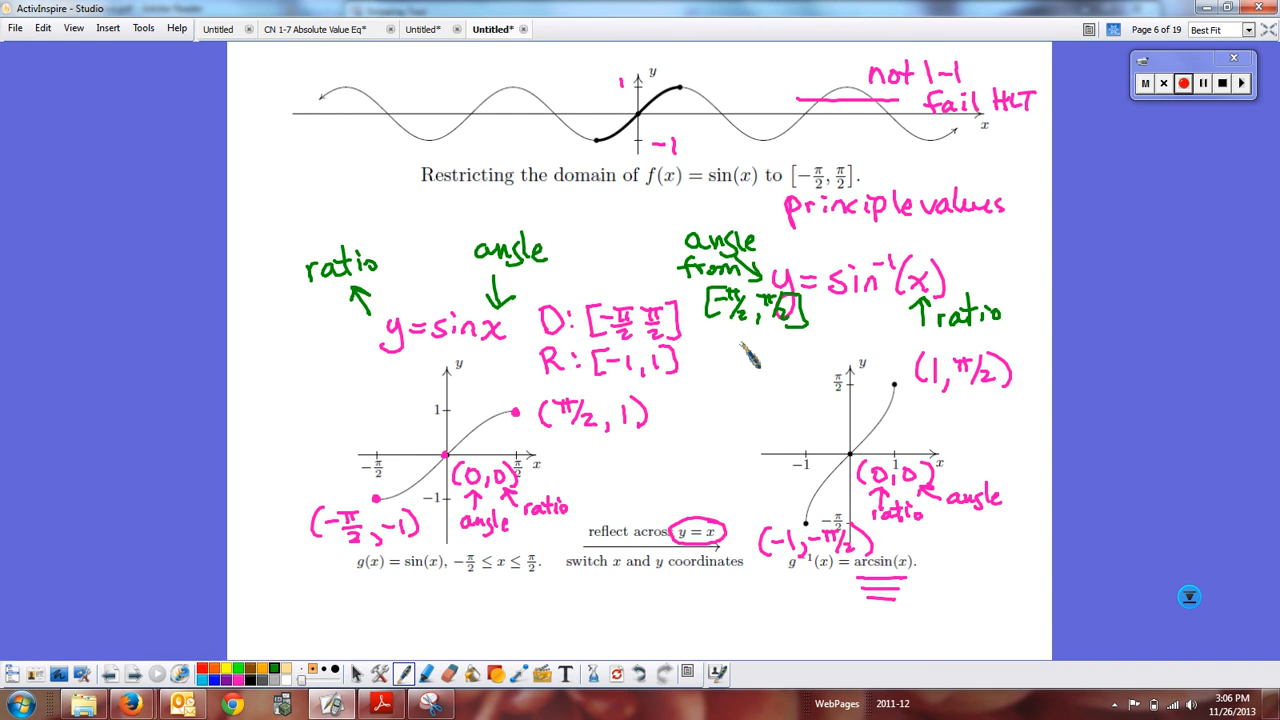 ActivInspire - Studio
File Edit View Insert Tools Help Untitled CN 1-7 Absolute Value Eq* Untitled* Untitled* Page 6 of 19 Best Fit
M
y
1
not 1-1
fail HLT
x
-1
Restricting the domain of f(x) = sin(x) to [-π/2, π/2].
principle values
ratio
angle
y=sinx
D: [-π/2 π/2]
R: [-1, 1]
angle
from
[-π/2, π/2]
y= sin⁻¹(x)
ratio
y
1
(π/2, 1)
-π/2
π/2
x
(0,0)
-1
angle
ratio
(-π/2, -1)
g(x) = sin(x), -π/2 ≤ x ≤ π/2.
reflect across y = x
switch x and y coordinates
y
π/2
(1, π/2)
-1
1
x
(0,0)
ratio
angle
-π/2
(-1, -π/2)
g⁻¹(x) = arcsin(x).
WebPages 2011-12
3:06 PM
11/26/2013